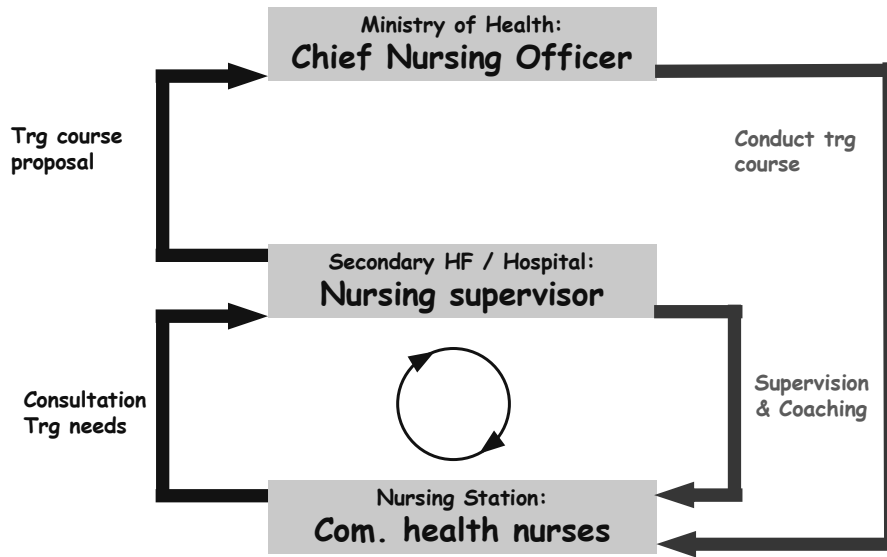 Ministry of Health:
Chief Nursing Officer
Trg course
proposal
Conduct trg
course
Secondary HF / Hospital:
Nursing supervisor
Consultation
Trg needs
Supervision
& Coaching
Nursing Station:
Com. health nurses